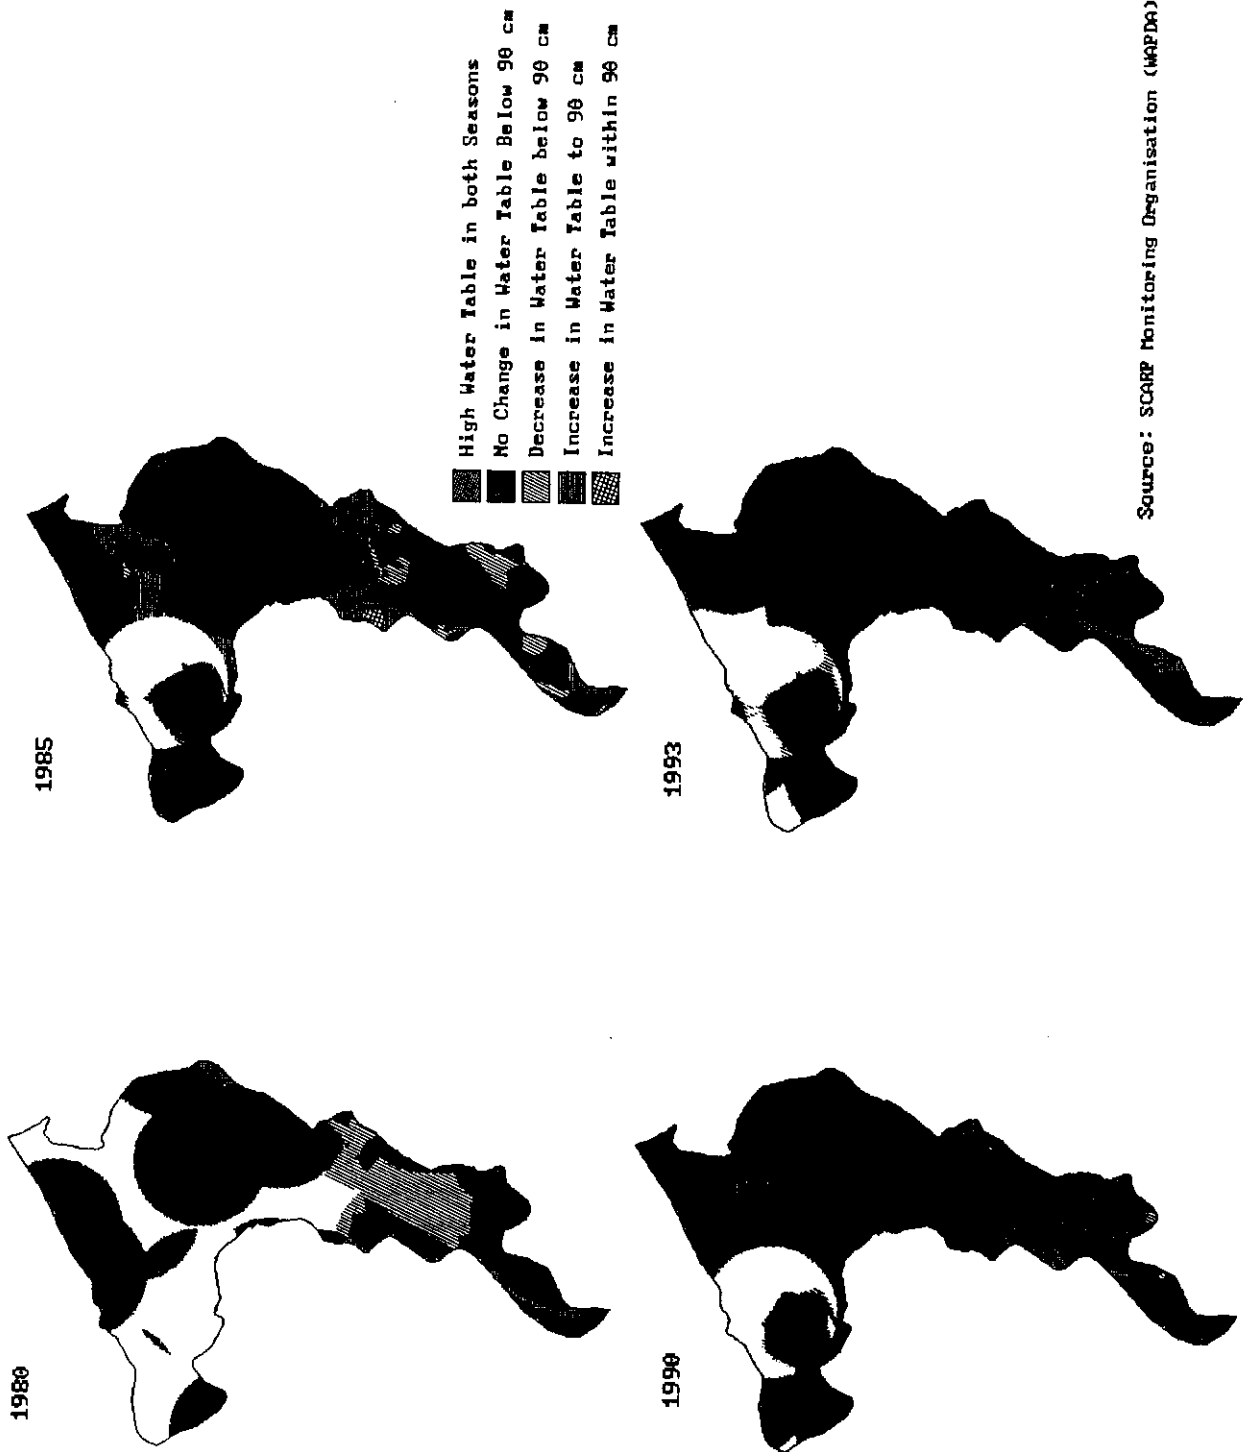 1980
1985
High Water Table in both Seasons
No Change in Water Table Below 90 cm
Decrease in Water Table below 90 cm
Increase in Water Table to 90 cm
Increase in Water Table within 90 cm
1990
1993
Source: SCARP Monitoring Organisation (WAPDA)